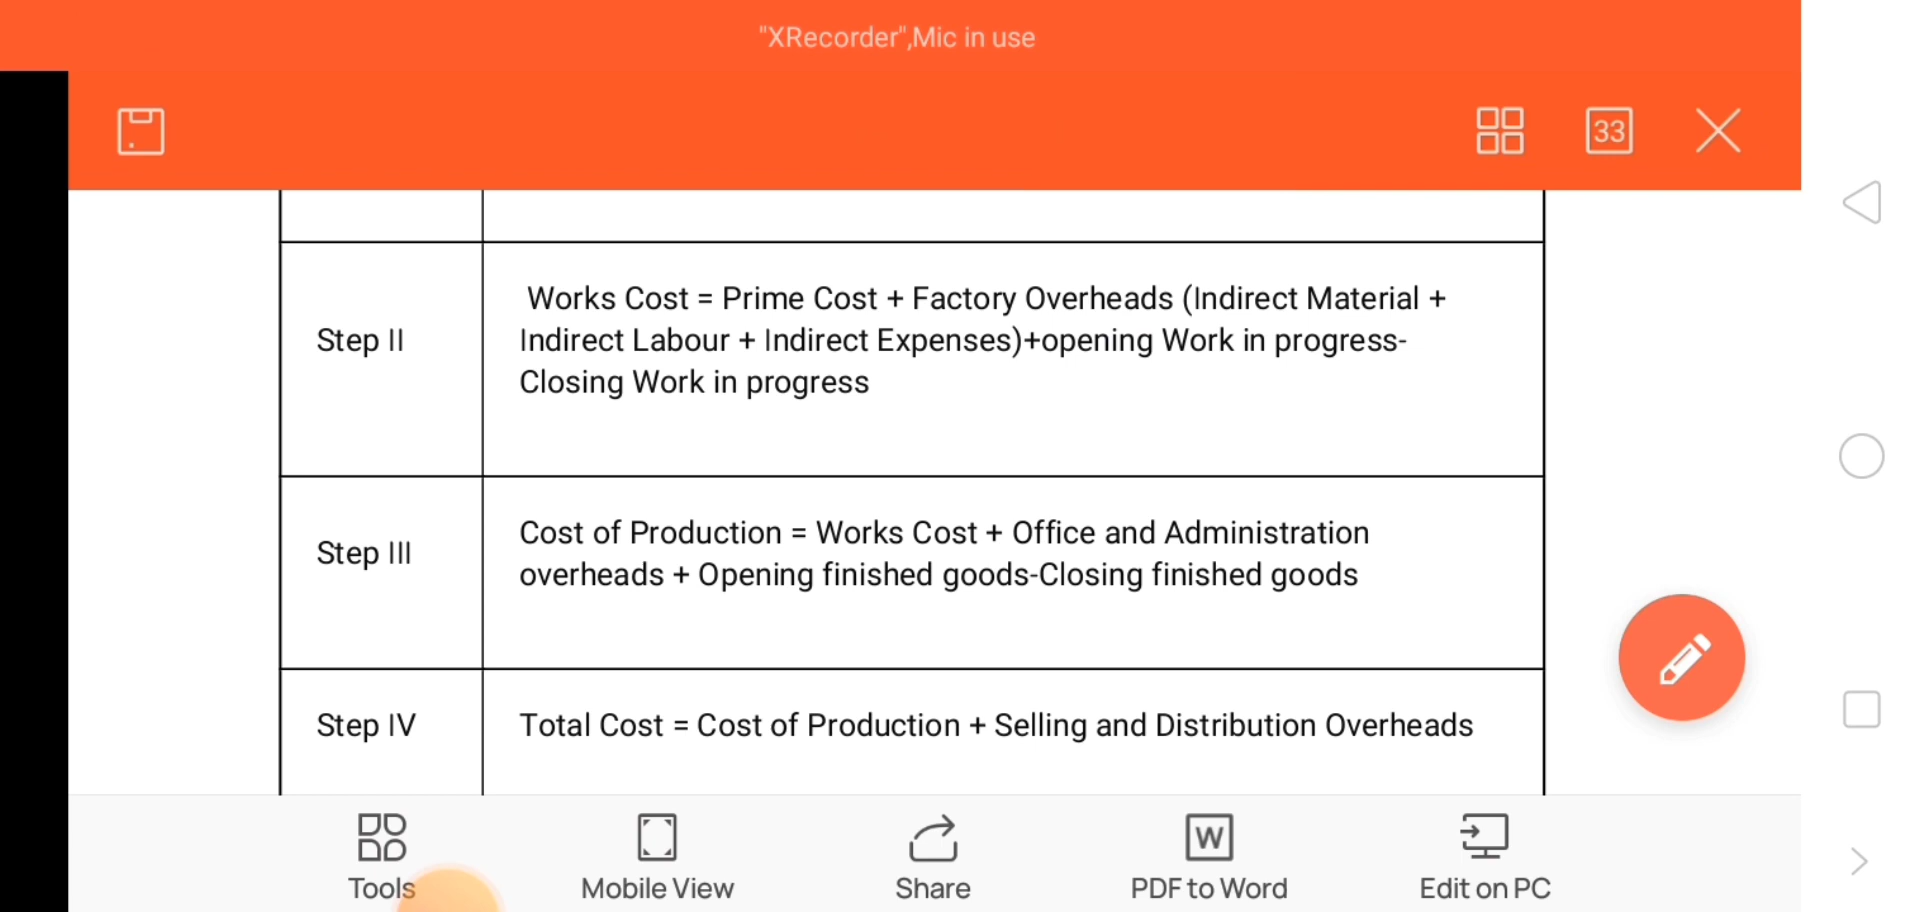 "XRecorder",Mic in use
33
Works Cost = Prime Cost + Factory Overheads (Indirect Material +
Step II
Indirect Labour + Indirect Expenses)+opening Work in progress-
Closing Work in progress
Cost of Production = Works Cost + Office and Administration
Step III
overheads + Opening finished goods-Closing finished goods
Step IV
Total Cost = Cost of Production + Selling and Distribution Overheads
W
Tools
Mobile View
Share
PDF to Word
Edit on PC